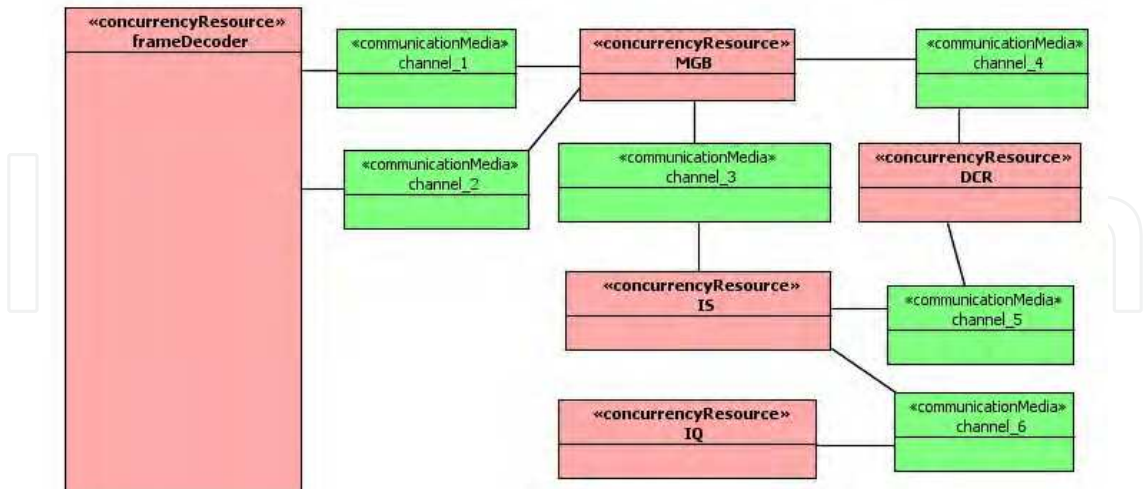 «concurrencyResource»
frameDecoder
«communicationMedia»
channel_1
«concurrencyResource»
MGB
«communicationMedia»
channel_4
«communicationMedia»
channel_2
«communicationMedia»
channel_3
«concurrencyResource»
DCR
«concurrencyResource»
IS
«communicationMedia»
channel_5
«concurrencyResource»
IQ
«communicationMedia»
channel_6